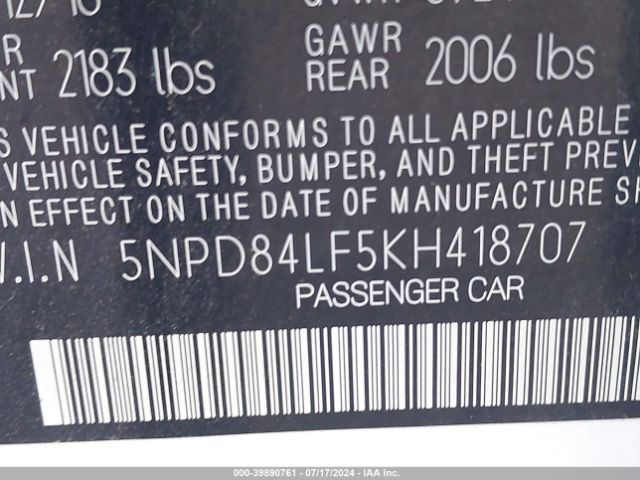 GAWR
2183 lbs REAR 2006 lbs
VEHICLE CONFORMS TO ALL APPLICABLE
VEHICLE SAFETY, BUMPER, AND THEFT PREV
EFFECT ON THE DATE OF MANUFACTURE
V.I.N 5NPD84LF5KH418707
PASSENGER CAR
000-39890761 - 07/17/2024 - IAA Inc.